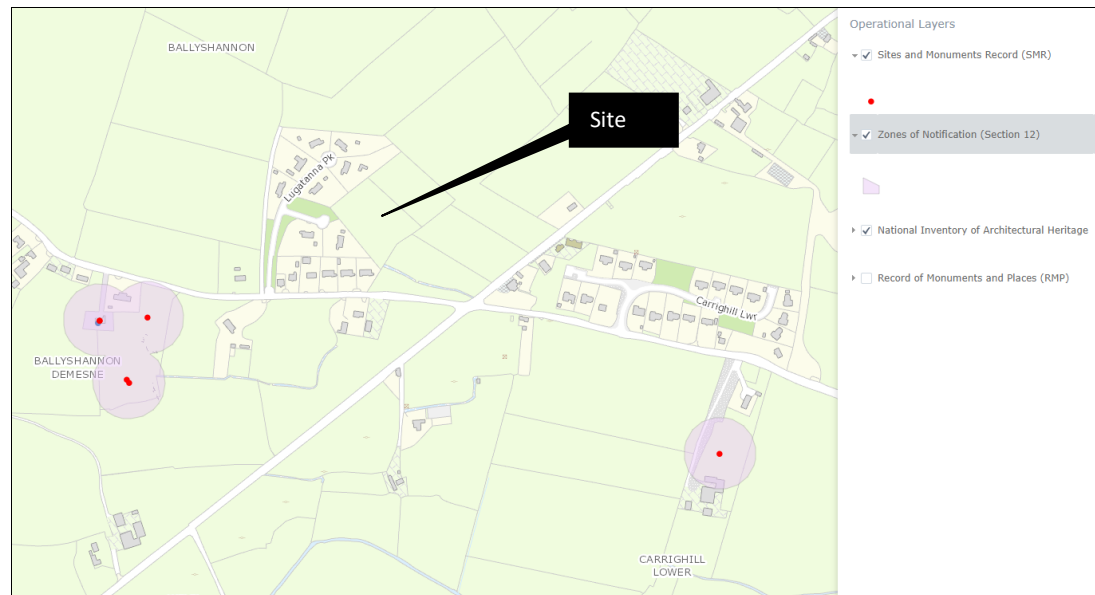 BALLYSHANNON
Site
Lugatanna Pk
Carrighill Lwr
BALLYSHANNON
DEMESNE
CARRIGHILL
LOWER
Operational Layers
Sites and Monuments Record (SMR)
Zones of Notification (Section 12)
National Inventory of Architectural Heritage
Record of Monuments and Places (RMP)